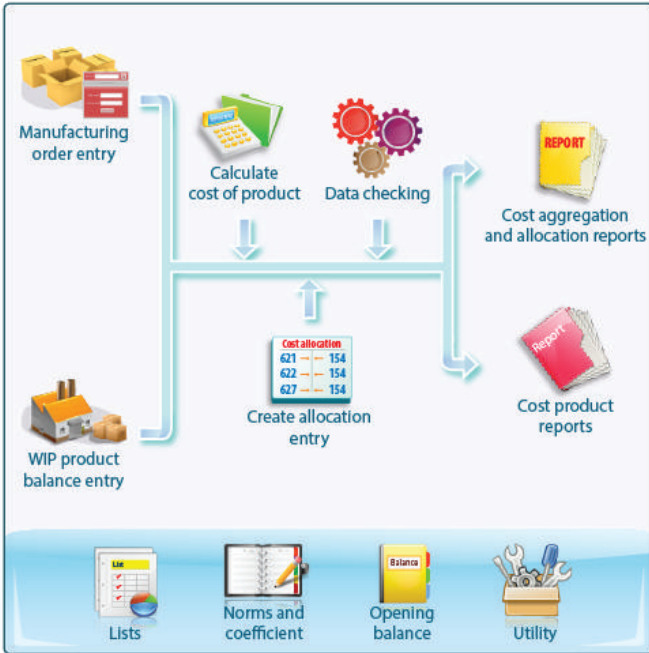 Manufacturing
order entry
Calculate
cost of product
Data checking
REPORT
Cost aggregation
and allocation reports
Cost allocation
621 154
622 154
627 154
Create allocation
entry
Report
Cost product
reports
WIP product
balance entry
List
Lists
Norms and
coefficient
Balance
Opening
balance
Utility